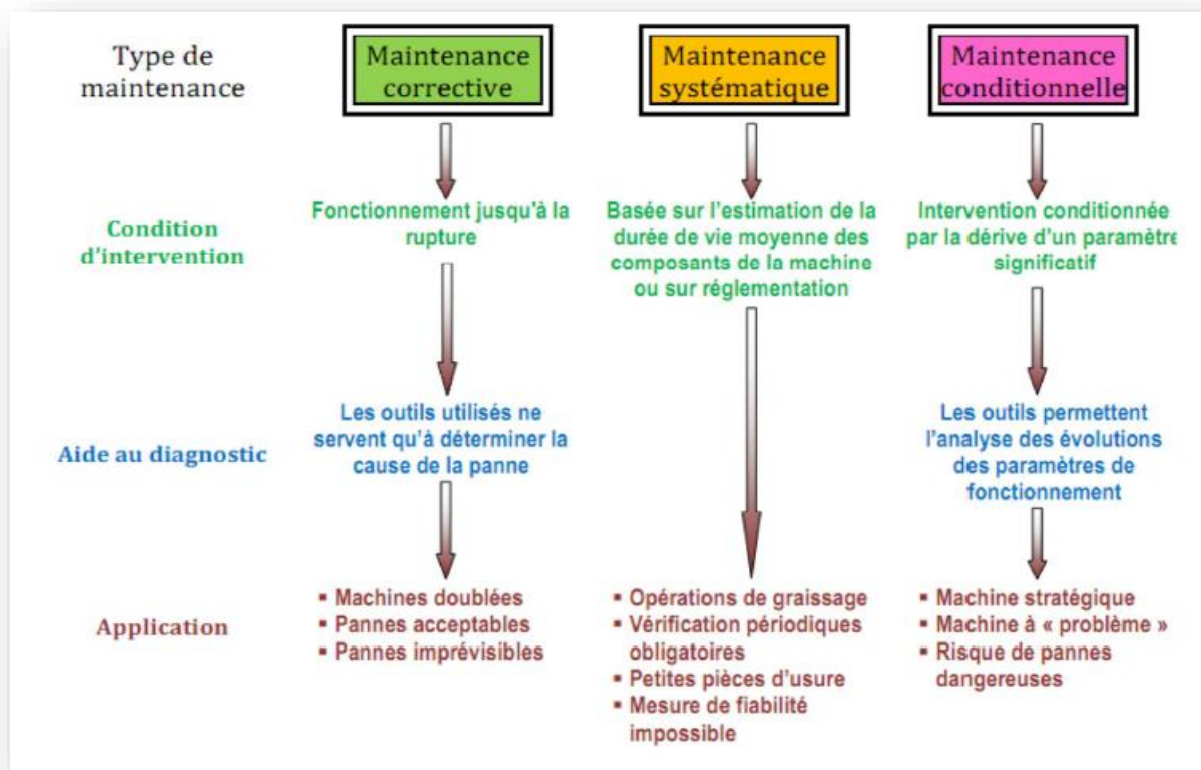 Type de
maintenance
Maintenance
corrective
Maintenance
systématique
Maintenance
conditionnelle
Condition
d'intervention
Fonctionnement jusqu'à la
rupture
Basée sur l'estimation de la
durée de vie moyenne des
composants de la machine
ou sur réglementation
Intervention conditionnée
par la dérive d'un paramètre
significatif
Aide au diagnostic
Les outils utilisés ne
servent qu'à déterminer la
cause de la panne
Les outils permettent
l'analyse des évolutions
des paramètres de
fonctionnement
Application
▪ Machines doublées
▪ Pannes acceptables
▪ Pannes imprévisibles
▪ Opérations de graissage
▪ Vérification périodiques
obligatoires
▪ Petites pièces d'usure
▪ Mesure de fiabilité
impossible
▪ Machine stratégique
▪ Machine à « problème »
▪ Risque de pannes
dangereuses